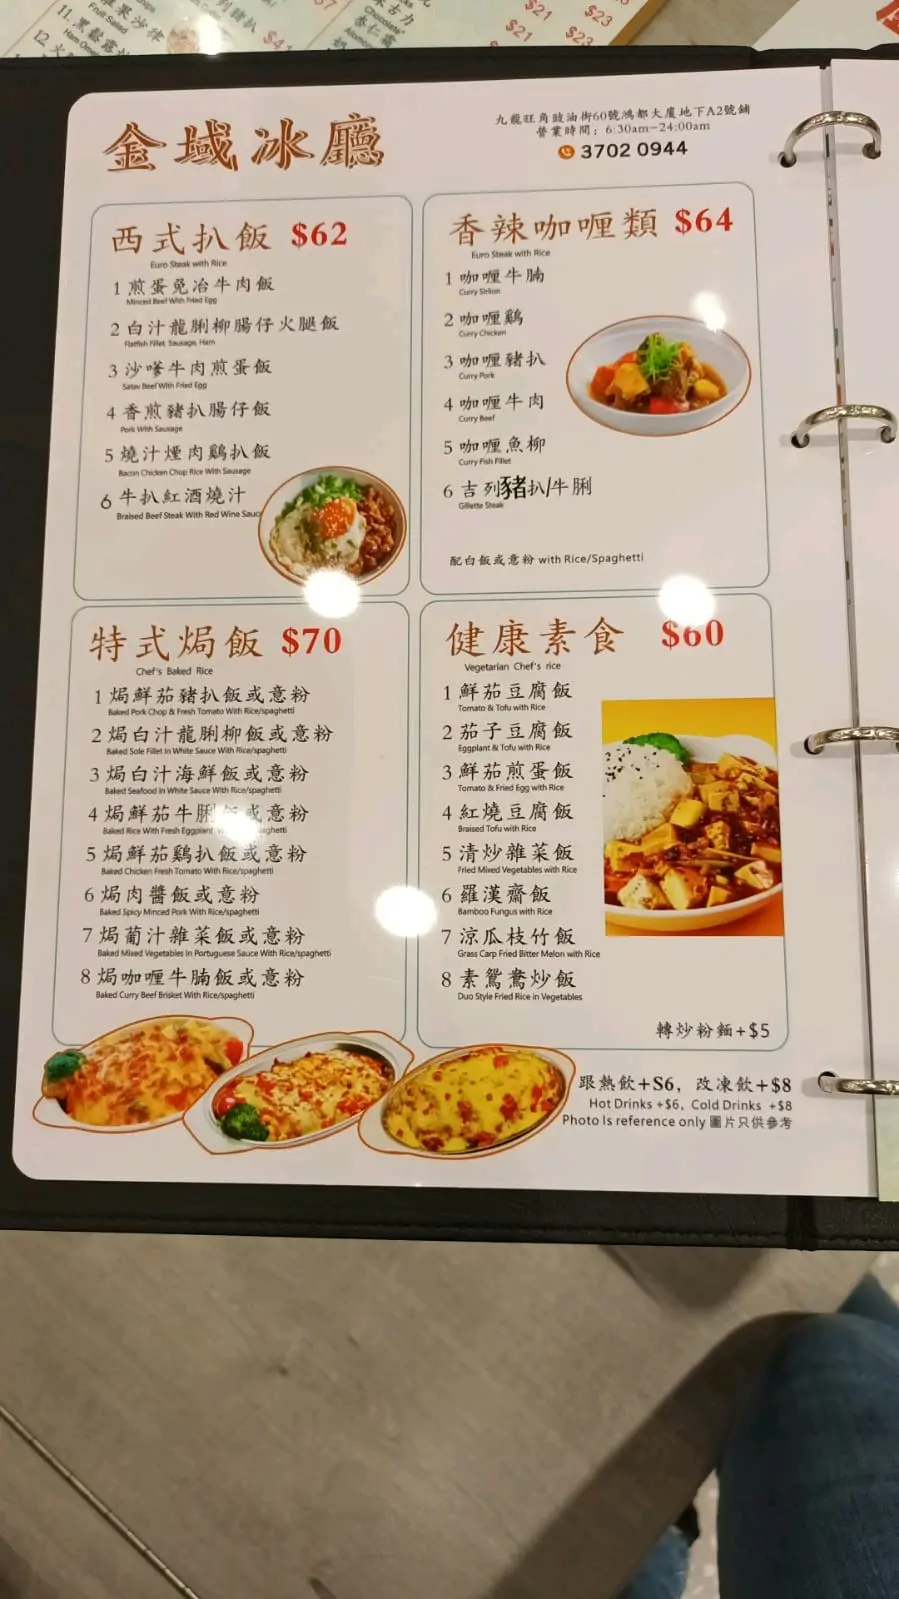 金域冰廳
九龍旺角豉油街60號鴻都大廈地下A2號鋪
營業時間：6:30am-24:00am
3702 0944
西式扒飯 $62
Euro Steak with Rice
1 煎蛋免治牛肉飯
Minced Beef With Fried Egg
2 白汁龍脷柳腸仔火腿飯
Flatfish Fillet, Sausage, Ham
3 沙嗲牛肉煎蛋飯
Satay Beef With Fried Egg
4 香煎豬扒腸仔飯
Pork With Sausage
5 燒汁煙肉鷄扒飯
Bacon Chicken Chop Rice With Sausage
6 牛扒紅酒燒汁
Braised Beef Steak With Red Wine Sauc
香辣咖喱類 $64
Euro Steak with Rice
1 咖喱牛腩
Curry Sirlion
2 咖喱鷄
Curry Chicken
3 咖喱豬扒
Curry Pork
4 咖喱牛肉
Curry Beef
5 咖喱魚柳
Curry Fish Fillet
6 吉列豬扒/牛脷
Gillette Steak
配白飯或意粉 with Rice/Spaghetti
特式焗飯 $70
Chef's Baked Rice
1 焗鮮茄豬扒飯或意粉
Baked Pork Chop & Fresh Tomato With Rice/spaghetti
2 焗白汁龍脷柳飯或意粉
Baked Sole Fillet In White Sauce With Rice/spaghetti
3 焗白汁海鮮飯或意粉
Baked Seafood In White Sauce With Rice/spaghetti
4 焗鮮茄牛脷飯或意粉
Baked Rice With Fresh Eggplant
5 焗鮮茄鷄扒飯或意粉
Baked Chicken Fresh Tomato With Rice/spaghetti
6 焗肉醬飯或意粉
Baked Spicy Minced Pork With Rice/spaghetti
7 焗葡汁雜菜飯或意粉
Baked Mixed Vegetables In Portuguese Sauce With Rice/spaghetti
8 焗咖喱牛腩飯或意粉
Baked Curry Beef Brisket With Rice/spaghetti
健康素食 $60
Vegetarian Chef's rice
1 鮮茄豆腐飯
Tomato & Tofu with Rice
2 茄子豆腐飯
Eggplant & Tofu with Rice
3 鮮茄煎蛋飯
Tomato & Fried Egg with Rice
4 紅燒豆腐飯
Braised Tofu with Rice
5 清炒雜菜飯
Fried Mixed Vegetables with Rice
6 羅漢齋飯
Bamboo Fungus with Rice
7 涼瓜枝竹飯
Grass Carp Fried Bitter Melon with Rice
8 素鴛鴦炒飯
Duo Style Fried Rice in Vegetables
轉炒粉麵+$5
跟熱飲+$6，改凍飲+$8
Hot Drinks +$6, Cold Drinks +$8
Photo is reference only 圖片只供參考